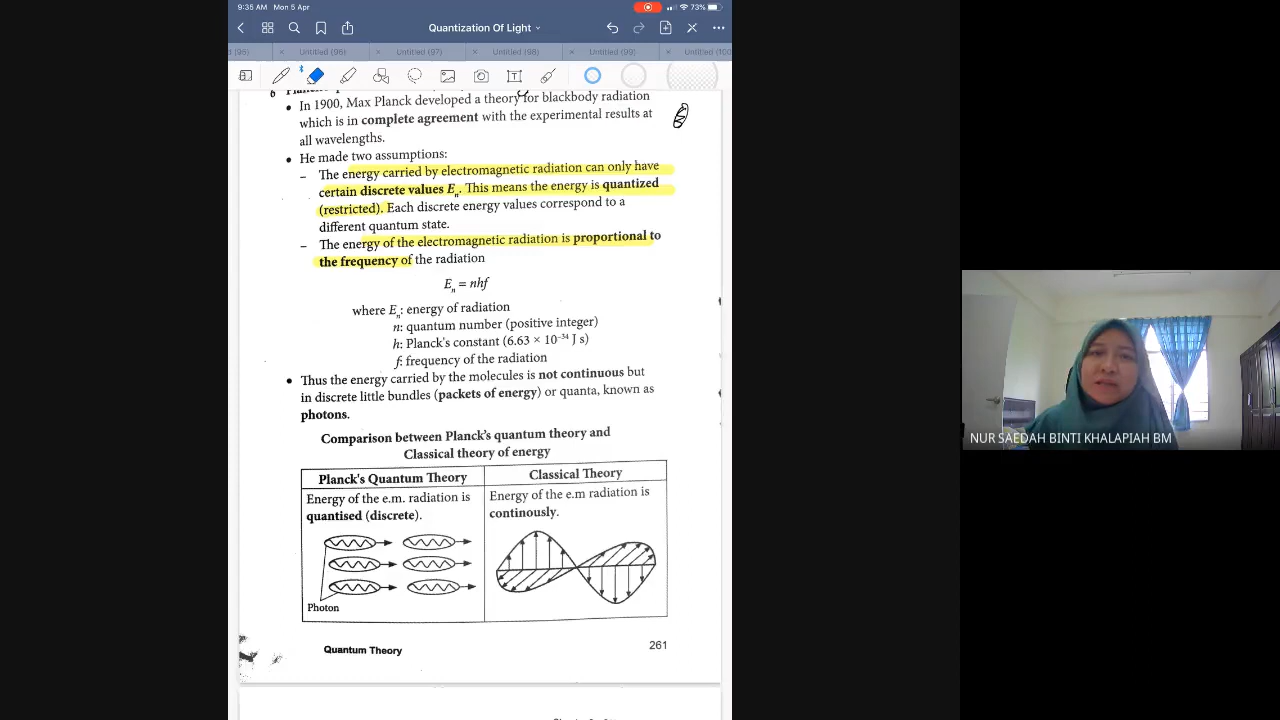 9:35 AM Mon 5 Apr
73%
Quantization Of Light
Untitled (96)
Untitled (97)
Untitled (98)
Untitled (99)
6
• In 1900, Max Planck developed a theory for blackbody radiation
which is in complete agreement with the experimental results at
all wavelengths.
• He made two assumptions:
– The energy carried by electromagnetic radiation can only have
certain discrete values Eₙ. This means the energy is quantized
(restricted). Each discrete energy values correspond to a
different quantum state.
– The energy of the electromagnetic radiation is proportional to
the frequency of the radiation
Eₙ = nhf
where Eₙ: energy of radiation
n: quantum number (positive integer)
h: Planck's constant (6.63 × 10⁻³⁴ J s)
f: frequency of the radiation
• Thus the energy carried by the molecules is not continuous but
in discrete little bundles (packets of energy) or quanta, known as
photons.
Comparison between Planck's quantum theory and
Classical theory of energy
Planck's Quantum Theory
Classical Theory
Energy of the e.m. radiation is
quantised (discrete).
Energy of the e.m radiation is
continously.
Photon
Quantum Theory
261
NUR SAEDAH BINTI KHALAPIAH BM